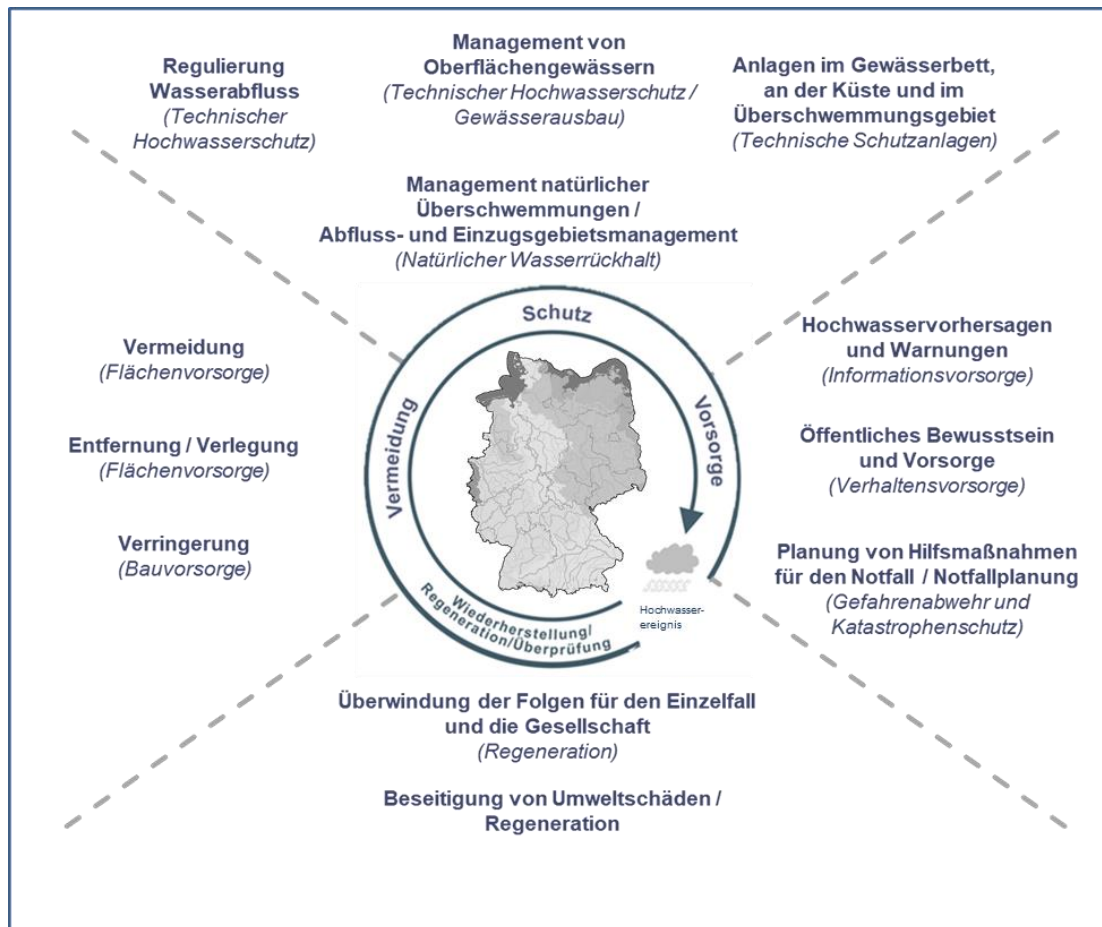 Regulierung
Wasserabfluss
(Technischer
Hochwasserschutz)
Management von
Oberflächengewässern
(Technischer Hochwasserschutz /
Gewässerausbau)
Anlagen im Gewässerbett,
an der Küste und im
Überschwemmungsgebiet
(Technische Schutzanlagen)
Management natürlicher
Überschwemmungen /
Abfluss- und Einzugsgebietsmanagement
(Natürlicher Wasserrückhalt)
Vermeidung
(Flächenvorsorge)
Entfernung / Verlegung
(Flächenvorsorge)
Verringerung
(Bauvorsorge)
Schutz
Vorsorge
Vermeidung
Wiederherstellung/
Regeneration/Überprüfung
Hochwasser-
ereignis
Hochwasservorhersagen
und Warnungen
(Informationsvorsorge)
Öffentliches Bewusstsein
und Vorsorge
(Verhaltensvorsorge)
Planung von Hilfsmaßnahmen
für den Notfall / Notfallplanung
(Gefahrenabwehr und
Katastrophenschutz)
Überwindung der Folgen für den Einzelfall
und die Gesellschaft
(Regeneration)
Beseitigung von Umweltschäden /
Regeneration